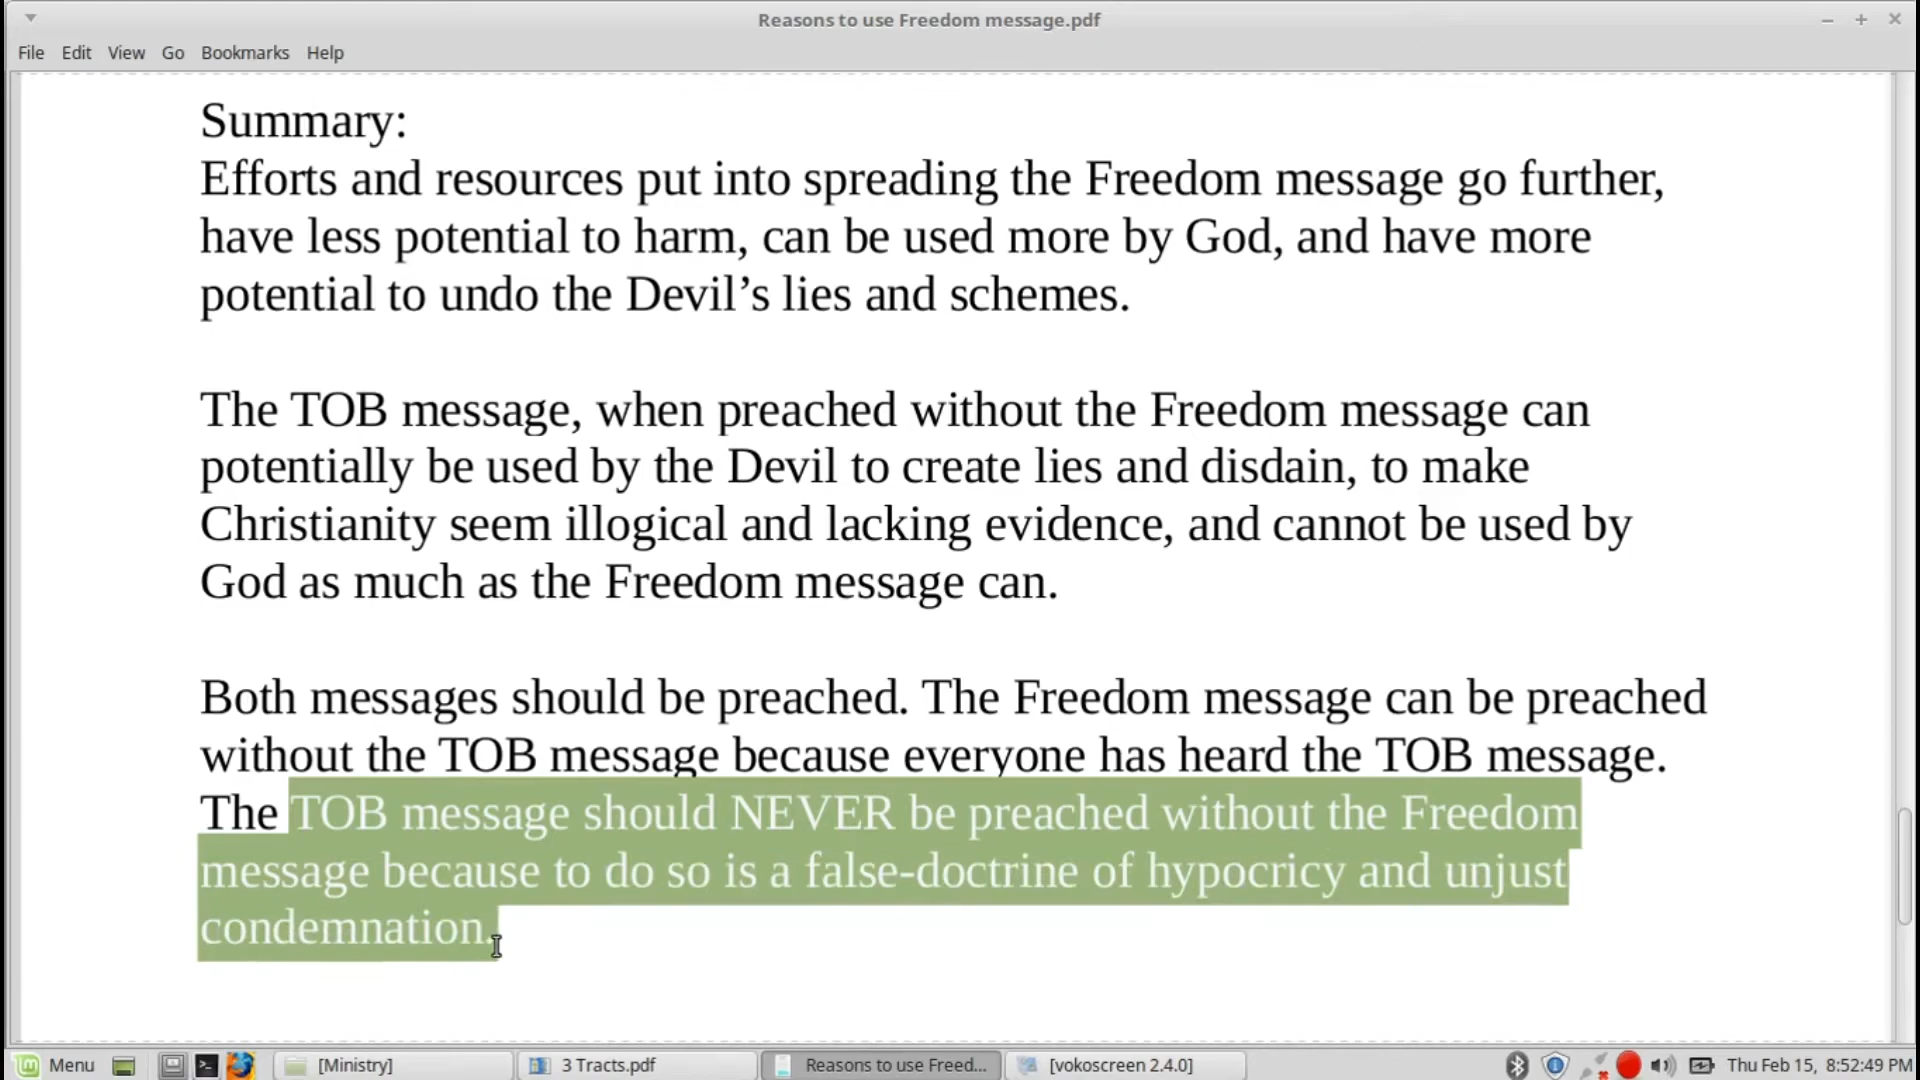 Reasons to use Freedom message.pdf
File Edit View Go Bookmarks Help
Summary:
Efforts and resources put into spreading the Freedom message go further,
have less potential to harm, can be used more by God, and have more
potential to undo the Devil’s lies and schemes.
The TOB message, when preached without the Freedom message can
potentially be used by the Devil to create lies and disdain, to make
Christianity seem illogical and lacking evidence, and cannot be used by
God as much as the Freedom message can.
Both messages should be preached. The Freedom message can be preached
without the TOB message because everyone has heard the TOB message.
The TOB message should NEVER be preached without the Freedom
message because to do so is a false-doctrine of hypocricy and unjust
condemnation.
Menu [Ministry] 3 Tracts.pdf Reasons to use Freed... [vokoscreen 2.4.0] Thu Feb 15, 8:52:49 PM